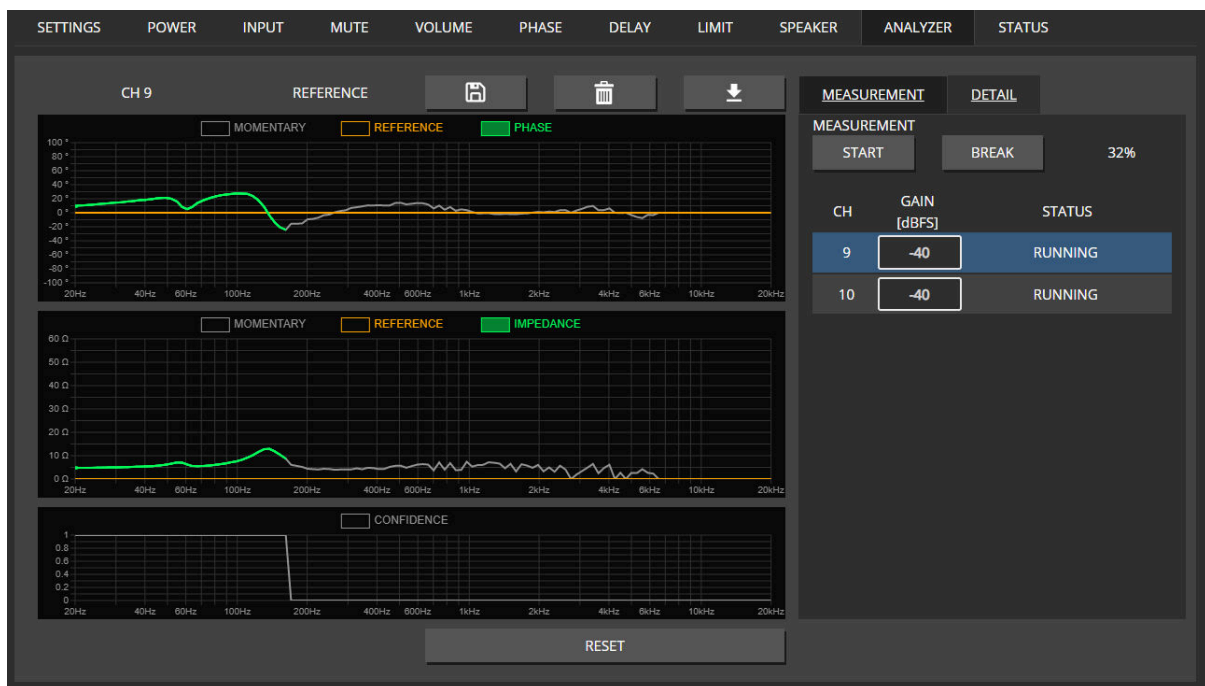 SETTINGS POWER INPUT MUTE VOLUME PHASE DELAY LIMIT SPEAKER ANALYZER STATUS
CH 9 REFERENCE
MOMENTARY REFERENCE PHASE
100 °
80 °
60 °
40 °
20 °
0 °
-20 °
-40 °
-60 °
-80 °
-100 °
20Hz 40Hz 60Hz 100Hz 200Hz 400Hz 600Hz 1kHz 2kHz 4kHz 6kHz 10kHz 20kHz
MOMENTARY REFERENCE IMPEDANCE
60 Ω
50 Ω
40 Ω
30 Ω
20 Ω
10 Ω
0 Ω
20Hz 40Hz 60Hz 100Hz 200Hz 400Hz 600Hz 1kHz 2kHz 4kHz 6kHz 10kHz 20kHz
CONFIDENCE
1
0.8
0.6
0.4
0.2
0
20Hz 40Hz 60Hz 100Hz 200Hz 400Hz 600Hz 1kHz 2kHz 4kHz 6kHz 10kHz 20kHz
RESET
MEASUREMENT DETAIL
MEASUREMENT
START BREAK 32%
CH GAIN [dBFS] STATUS
9 -40 RUNNING
10 -40 RUNNING